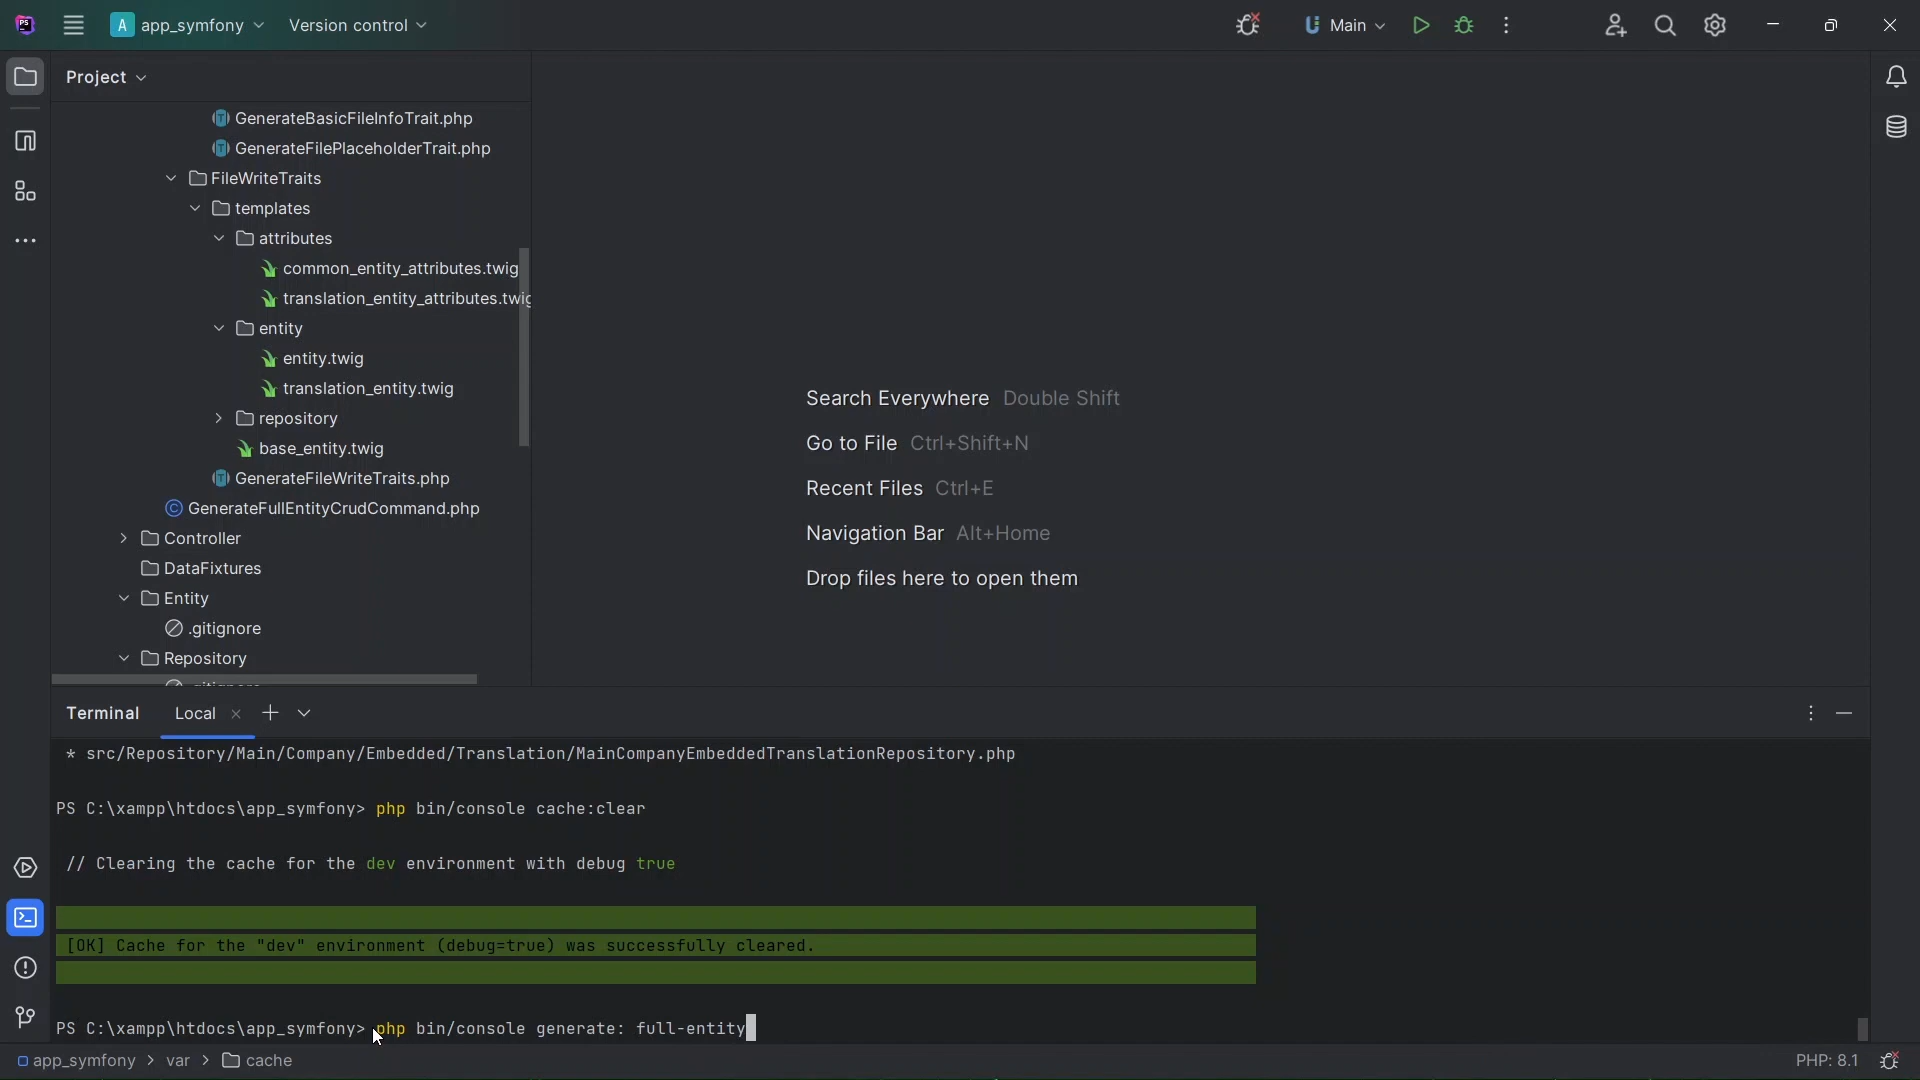 PS
A app_symfony
Version control
Main
Project
GenerateBasicFileInfoTrait.php
GenerateFilePlaceholderTrait.php
FileWriteTraits
templates
attributes
common_entity_attributes.twig
translation_entity_attributes.twig
entity
entity.twig
translation_entity.twig
repository
base_entity.twig
GenerateFileWriteTraits.php
GenerateFullEntityCrudCommand.php
Controller
DataFixtures
Entity
.gitignore
Repository
Search Everywhere Double Shift
Go to File Ctrl+Shift+N
Recent Files Ctrl+E
Navigation Bar Alt+Home
Drop files here to open them
Terminal Local
* src/Repository/Main/Company/Embedded/Translation/MainCompanyEmbeddedTranslationRepository.php
PS C:\xampp\htdocs\app_symfony> php bin/console cache:clear
// Clearing the cache for the dev environment with debug true
[OK] Cache for the "dev" environment (debug=true) was successfully cleared.
PS C:\xampp\htdocs\app_symfony> php bin/console generate: full-entity
app_symfony > var > cache
PHP: 8.1